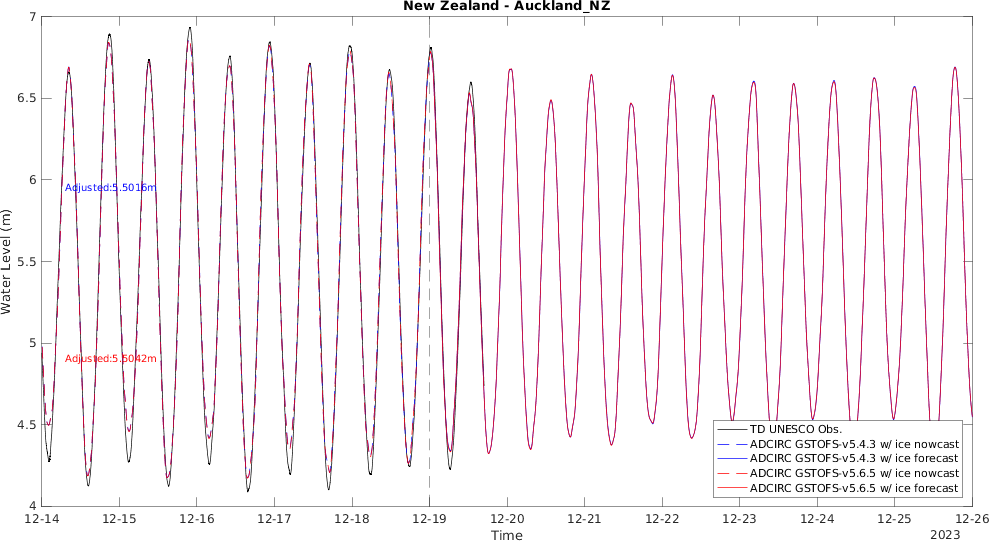 New Zealand - Auckland_NZ
7
6.5
6
5.5
5
4.5
4
Water Level (m)
Adjusted:5.5016m
Adjusted:5.5042m
TD UNESCO Obs.
ADCIRC GSTOFS-v5.4.3 w/ ice nowcast
ADCIRC GSTOFS-v5.4.3 w/ ice forecast
ADCIRC GSTOFS-v5.6.5 w/ ice nowcast
ADCIRC GSTOFS-v5.6.5 w/ ice forecast
12-14 12-15 12-16 12-17 12-18 12-19 12-20 12-21 12-22 12-23 12-24 12-25 12-26
Time
2023